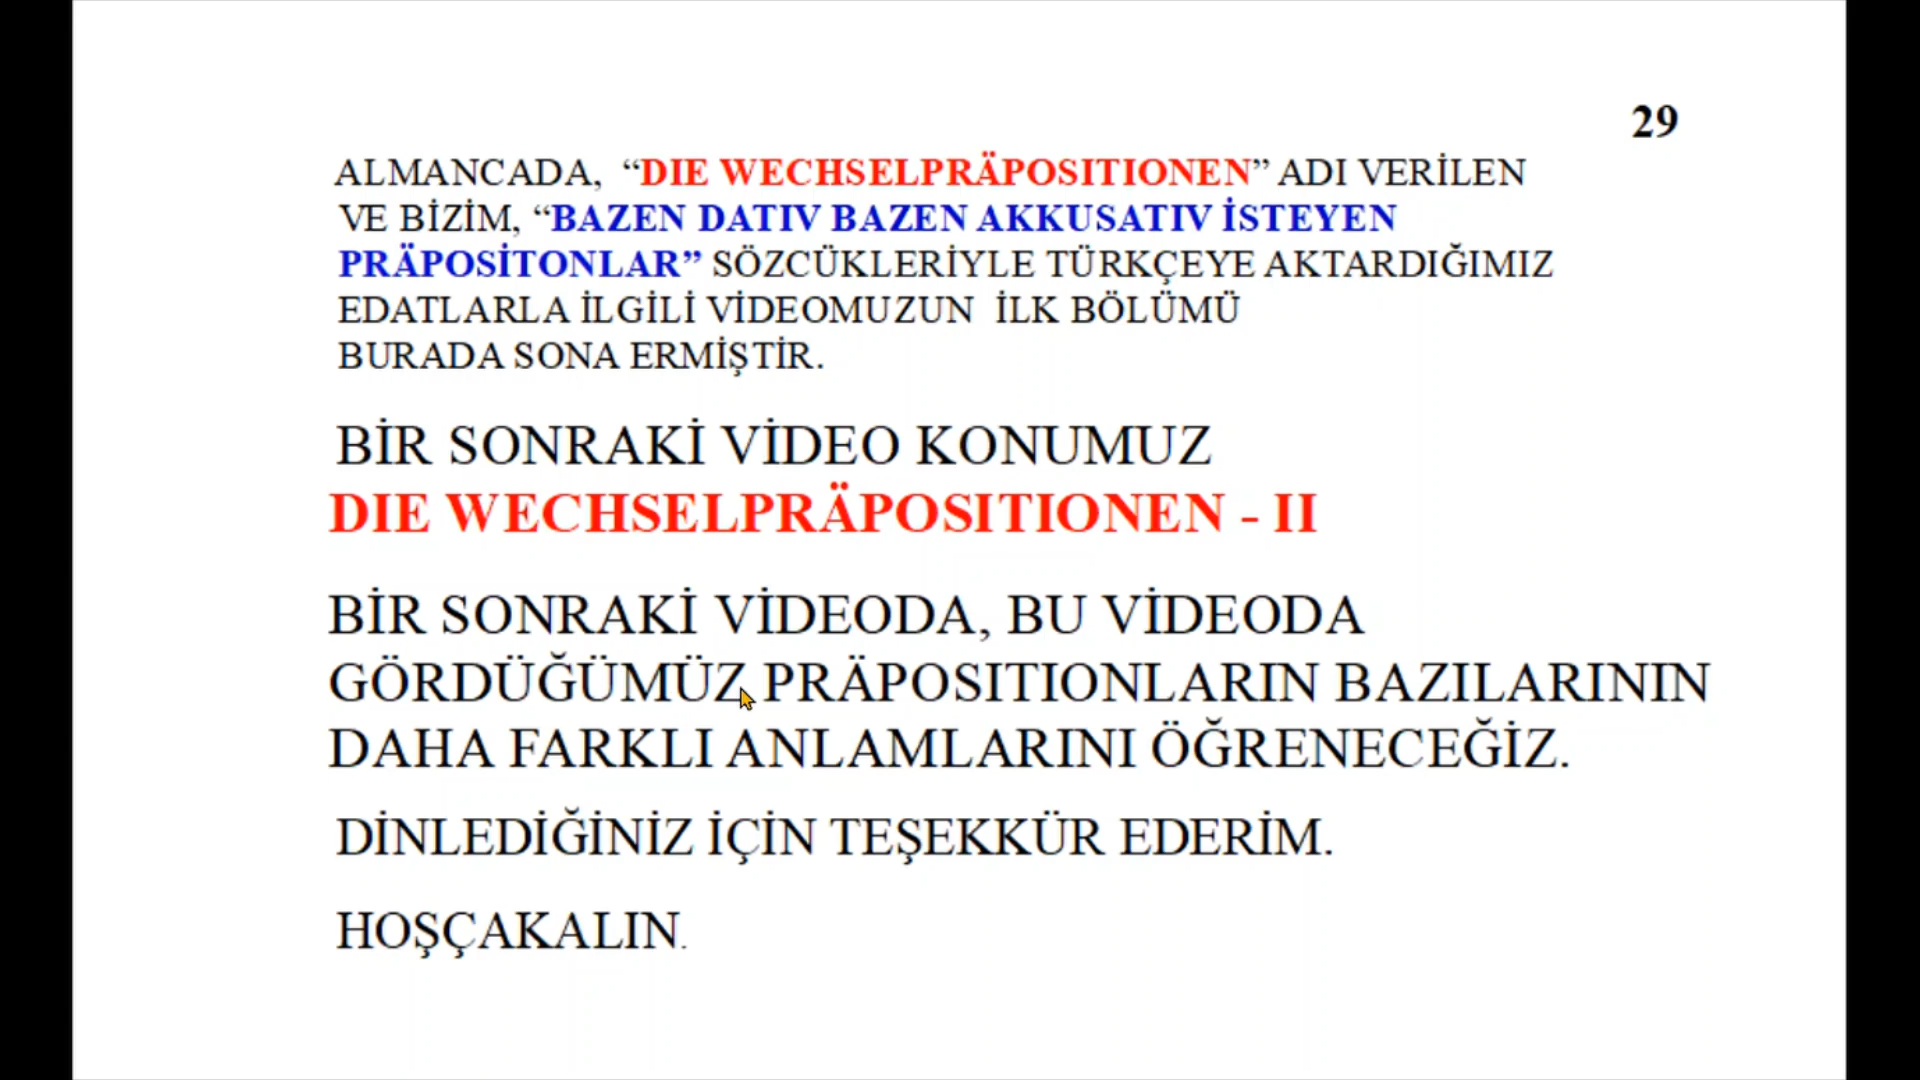 29
ALMANCADA, “DIE WECHSELPRÄPOSITIONEN” ADI VERİLEN
VE BİZİM, “BAZEN DATIV BAZEN AKKUSATIV İSTEYEN
PRÄPOSİTONLAR” SÖZCÜKLERİYLE TÜRKÇEYE AKTARDIĞIMIZ
EDATLARLA İLGİLİ VİDEOMUZUN İLK BÖLÜMÜ
BURADA SONA ERMİŞTİR.
BİR SONRAKİ VİDEO KONUMUZ
DIE WECHSELPRÄPOSITIONEN - II
BİR SONRAKİ VİDEODA, BU VİDEODA
GÖRDÜĞÜMÜZ PRÄPOSITIONLARIN BAZILARININ
DAHA FARKLI ANLAMLARINI ÖĞRENECEĞİZ.
DİNLEDİĞİNİZ İÇİN TEŞEKKÜR EDERİM.
HOŞÇAKALIN.